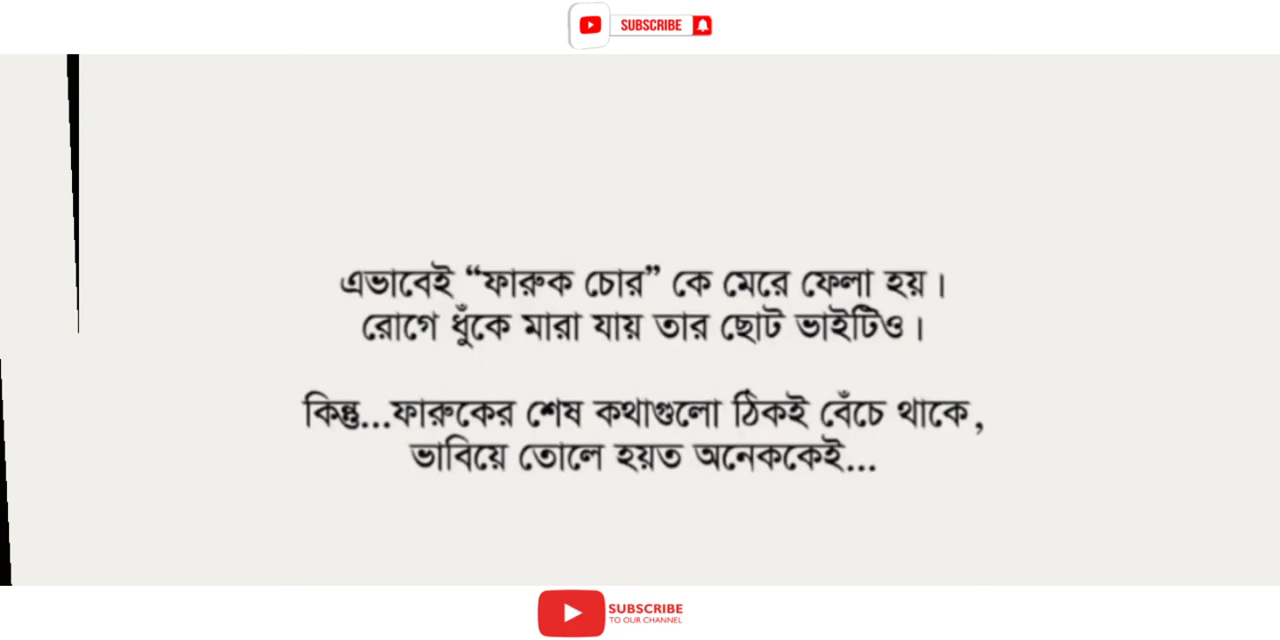 SUBSCRIBE
এভাবেই “ফারুক চোর” কে মেরে ফেলা হয়।
রোগে ধুঁকে মারা যায় তার ছোট ভাইটিও।
কিন্তু...ফারুকের শেষ কথাগুলো ঠিকই বেঁচে থাকে,
ভাবিয়ে তোলে হয়ত অনেককেই...
SUBSCRIBE
TO OUR CHANNEL